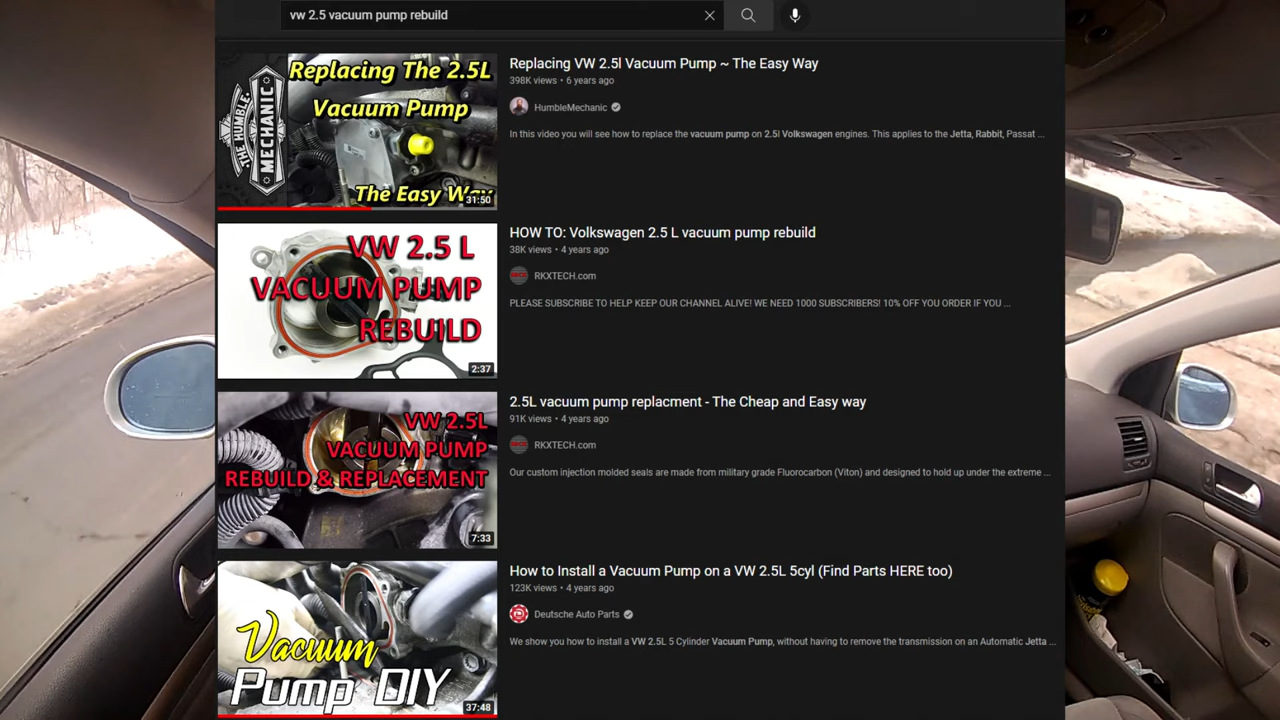 vw 2.5 vacuum pump rebuild
Replacing The 2.5L
Vacuum Pump
The Easy Way
THE HUMBLE
MECHANIC
31:50
Replacing VW 2.5l Vacuum Pump ~ The Easy Way
398K views • 6 years ago
HumbleMechanic
In this video you will see how to replace the vacuum pump on 2.5l Volkswagen engines. This applies to the Jetta, Rabbit, Passat ...
VW 2.5 L
VACUUM PUMP
REBUILD
2:37
HOW TO: Volkswagen 2.5 L vacuum pump rebuild
38K views • 4 years ago
RKXTECH.com
PLEASE SUBSCRIBE TO HELP KEEP OUR CHANNEL ALIVE! WE NEED 1000 SUBSCRIBERS! 10% OFF YOU ORDER IF YOU ...
VW 2.5L
VACUUM PUMP
REBUILD & REPLACEMENT
7:33
2.5L vacuum pump replacment - The Cheap and Easy way
91K views • 4 years ago
RKXTECH.com
Our custom injection molded seals are made from military grade Fluorocarbon (Viton) and designed to hold up under the extreme ...
Vacuum
Pump DIY
37:48
How to Install a Vacuum Pump on a VW 2.5L 5cyl (Find Parts HERE too)
123K views • 4 years ago
Deutsche Auto Parts
We show you how to install a VW 2.5L 5 Cylinder Vacuum Pump, without having to remove the transmission on an Automatic Jetta ...